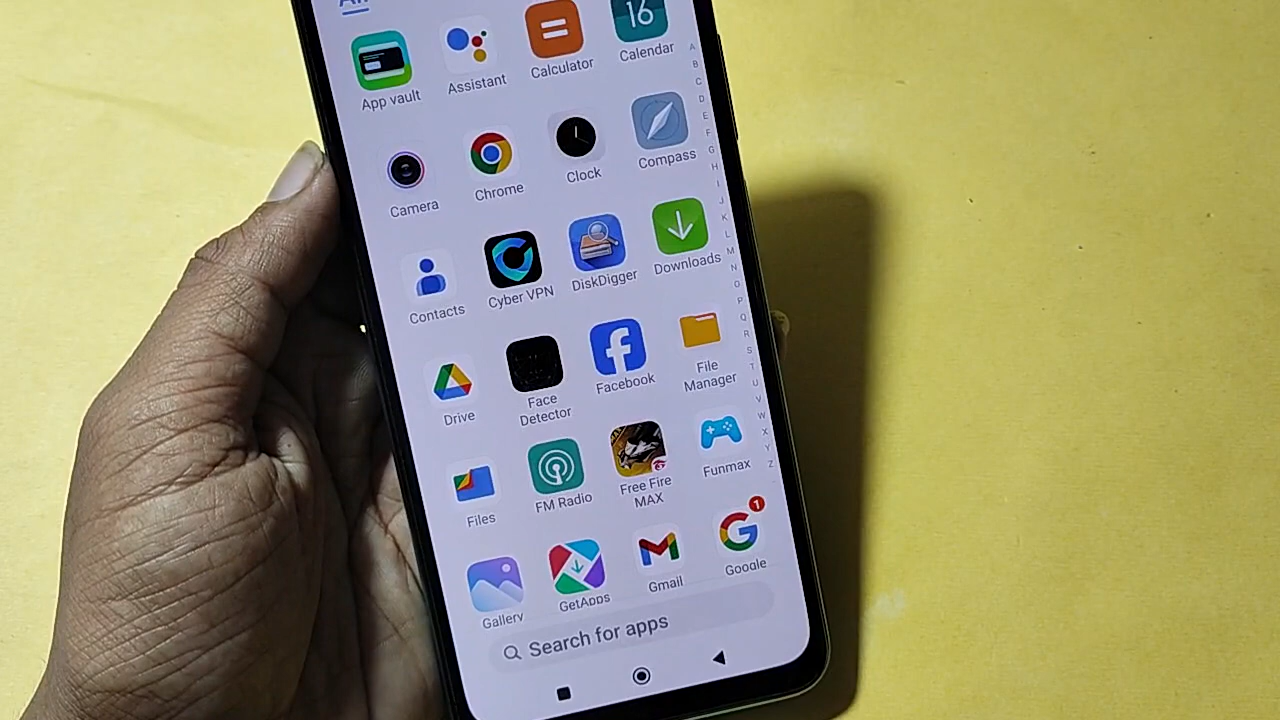 All
16
App vault
Assistant
Calculator
Calendar
Camera
Chrome
Clock
Compass
Contacts
Cyber VPN
DiskDigger
Downloads
Drive
Face
Detector
Facebook
File
Manager
Files
FM Radio
Free Fire
MAX
Funmax
1
Gallery
GetApps
Gmail
Google
Search for apps
A
B
C
D
E
F
G
H
I
J
K
L
M
N
O
P
Q
R
S
T
U
V
W
X
Y
Z